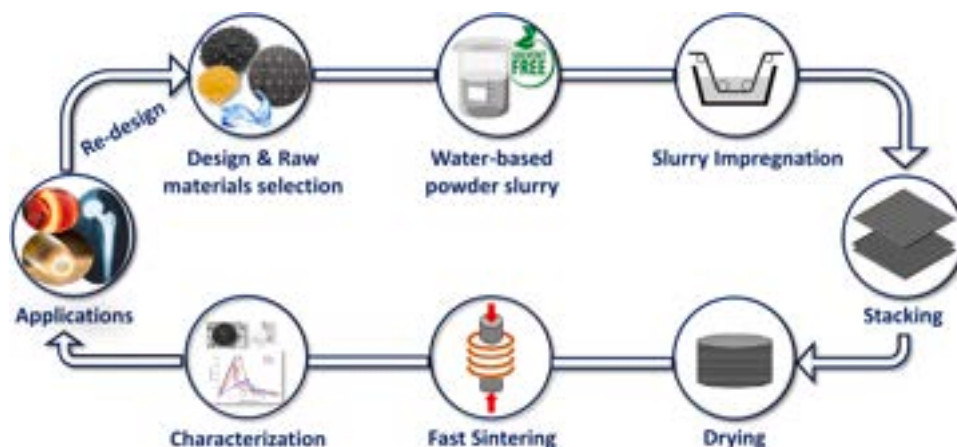 SOLVENT
FREE
Re-design
Design & Raw
materials selection
Water-based
powder slurry
Slurry Impregnation
Applications
Stacking
Characterization
Fast Sintering
Drying